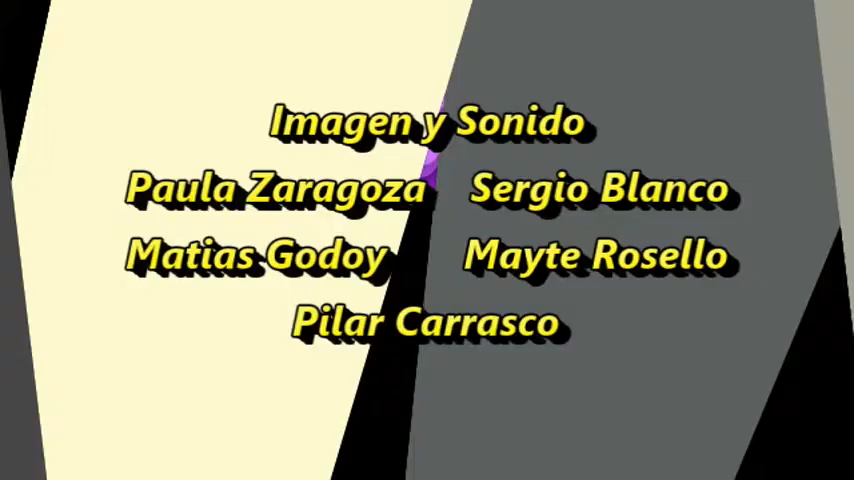 Imagen y Sonido
Paula Zaragoza Sergio Blanco
Matias Godoy Mayte Rosello
Pilar Carrasco